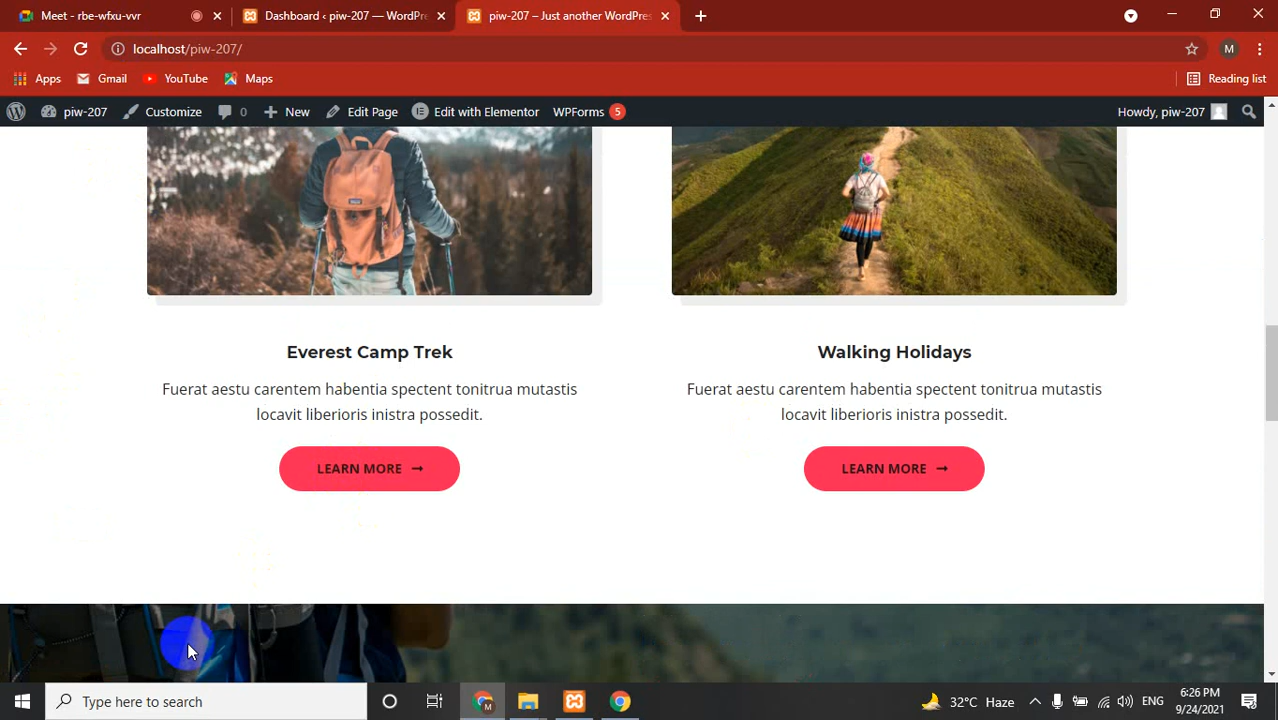 Meet - rbe-wfxu-vvr
Dashboard ‹ piw-207 — WordPre
piw-207 – Just another WordPres
localhost/piw-207/
M
Apps
Gmail
YouTube
Maps
Reading list
piw-207
Customize
0
New
Edit Page
Edit with Elementor
WPForms 5
Howdy, piw-207
Everest Camp Trek
Fuerat aestu carentem habentia spectent tonitrua mutastis
locavit liberioris inistra possedit.
LEARN MORE
Walking Holidays
Fuerat aestu carentem habentia spectent tonitrua mutastis
locavit liberioris inistra possedit.
LEARN MORE
Type here to search
M
32°C Haze
ENG
6:26 PM
9/24/2021